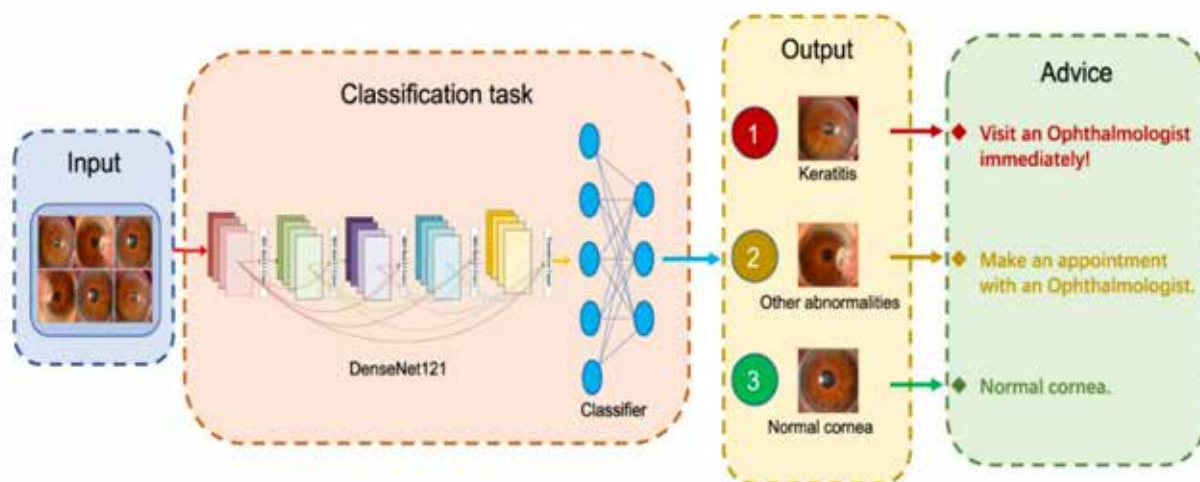 Input
Classification task
DenseNet121
Classifier
Output
1
Keratitis
2
Other abnormalities
3
Normal cornea
Advice
Visit an Ophthalmologist
immediately!
Make an appointment
with an Ophthalmologist.
Normal cornea.